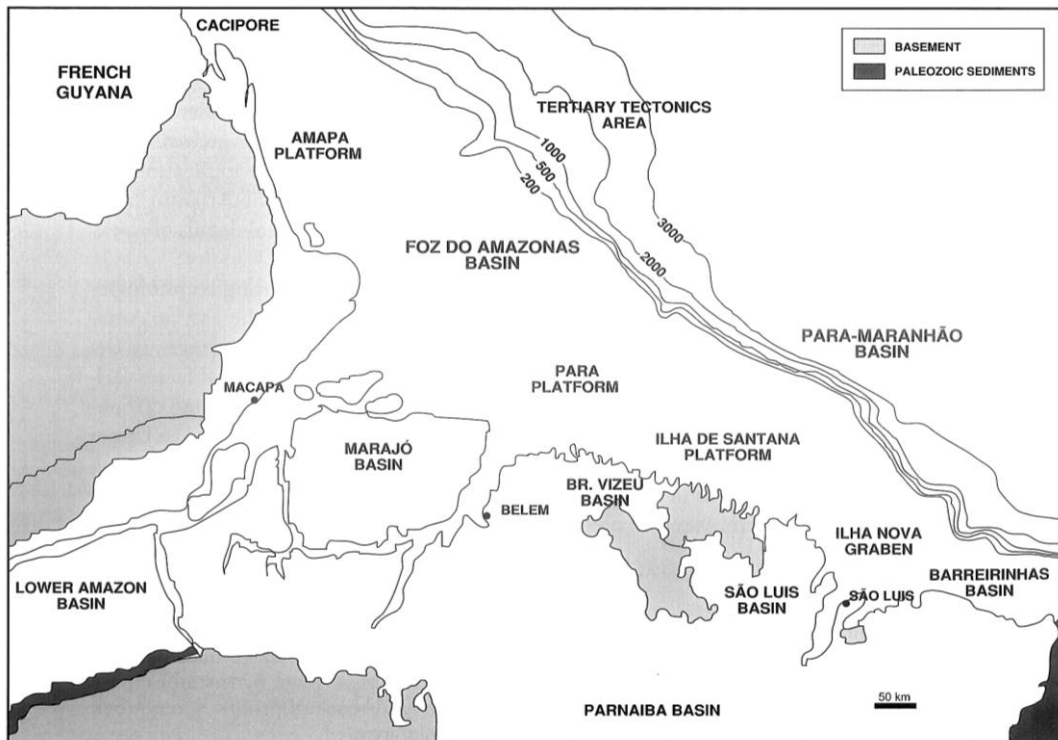 CACIPORE
FRENCH
GUYANA
BASEMENT
PALEOZOIC SEDIMENTS
TERTIARY TECTONICS
AREA
AMAPA
PLATFORM
1000
500
200
3000
2000
FOZ DO AMAZONAS
BASIN
PARA-MARANHÃO
BASIN
PARA
PLATFORM
MACAPA
MARAJÓ
BASIN
ILHA DE SANTANA
PLATFORM
BR. VIZEU
BASIN
BELEM
ILHA NOVA
GRABEN
LOWER AMAZON
BASIN
SÃO LUIS
BASIN
SÃO LUIS
BARREIRINHAS
BASIN
50 km
PARNAIBA BASIN